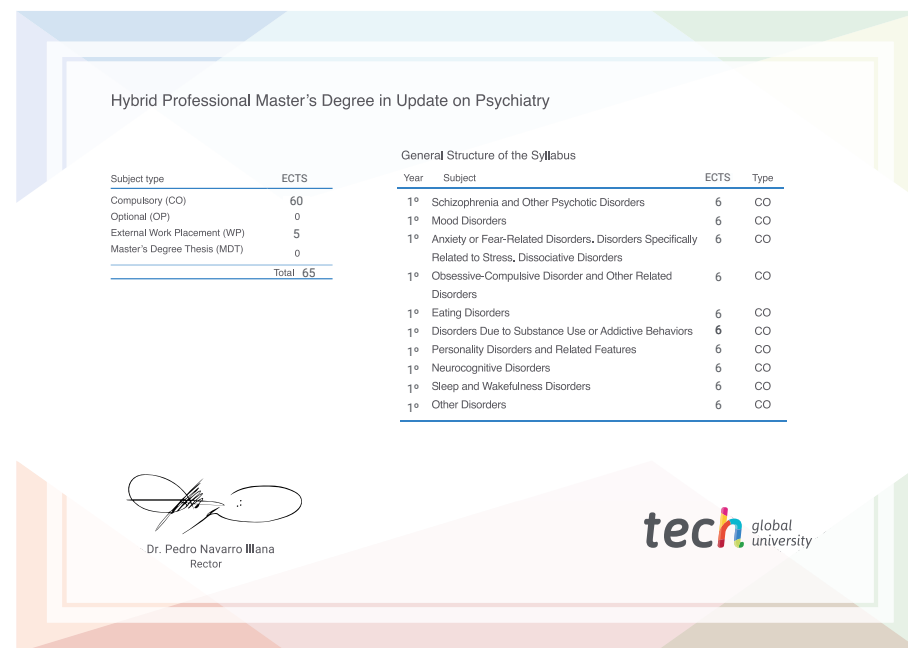 Hybrid Professional Master's Degree in Update on Psychiatry
Subject type ECTS
Compulsory (CO) 60
Optional (OP) 0
External Work Placement (WP) 5
Master's Degree Thesis (MDT) 0
Total 65
General Structure of the Syllabus
Year Subject ECTS Type
1º Schizophrenia and Other Psychotic Disorders 6 CO
1º Mood Disorders 6 CO
1º Anxiety or Fear-Related Disorders. Disorders Specifically 6 CO
Related to Stress. Dissociative Disorders
1º Obsessive-Compulsive Disorder and Other Related 6 CO
Disorders
1º Eating Disorders 6 CO
1º Disorders Due to Substance Use or Addictive Behaviors 6 CO
1º Personality Disorders and Related Features 6 CO
1º Neurocognitive Disorders 6 CO
1º Sleep and Wakefulness Disorders 6 CO
1º Other Disorders 6 CO
Dr. Pedro Navarro Illana
Rector
tech global
university